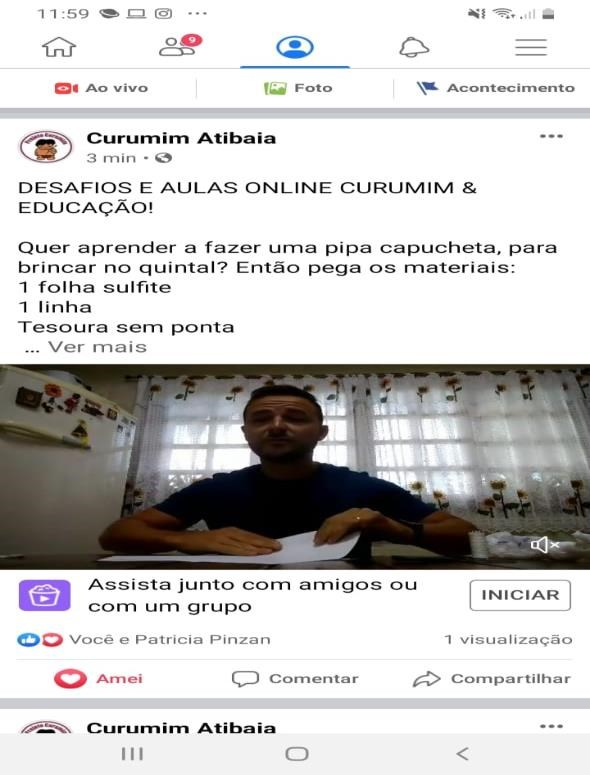 11:59
9
Ao vivo
Foto
Acontecimento
Curumim Atibaia
3 min
DESAFIOS E AULAS ONLINE CURUMIM &
EDUCAÇÃO!
Quer aprender a fazer uma pipa capucheta, para
brincar no quintal? Então pega os materiais:
1 folha sulfite
1 linha
Tesoura sem ponta
... Ver mais
Assista junto com amigos ou
com um grupo
INICIAR
Você e Patricia Pinzan
1 visualização
Amei
Comentar
Compartilhar
Curumim Atibaia